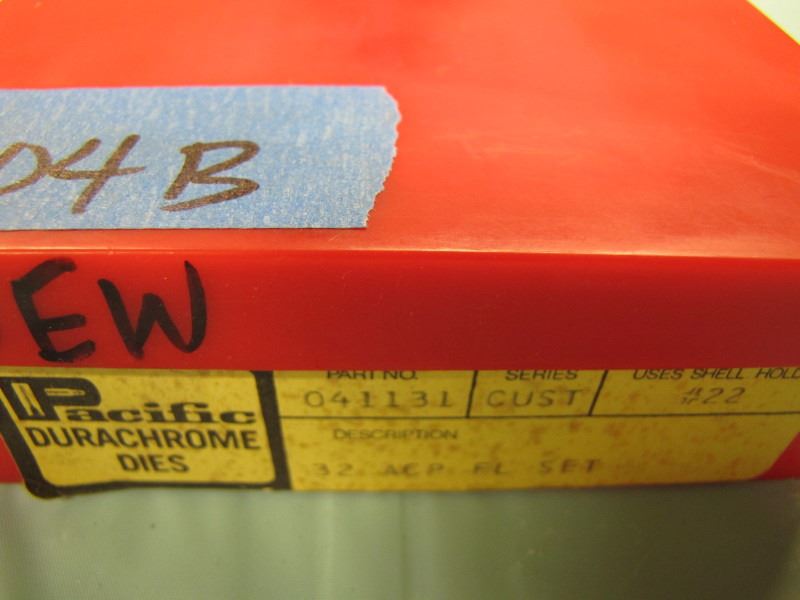 04B
EW
PART NO. SERIES USES SHELL HOLD
041131 CUST #22
Pacific
DURACHROME
DIES
DESCRIPTION
32 ACP FL SET